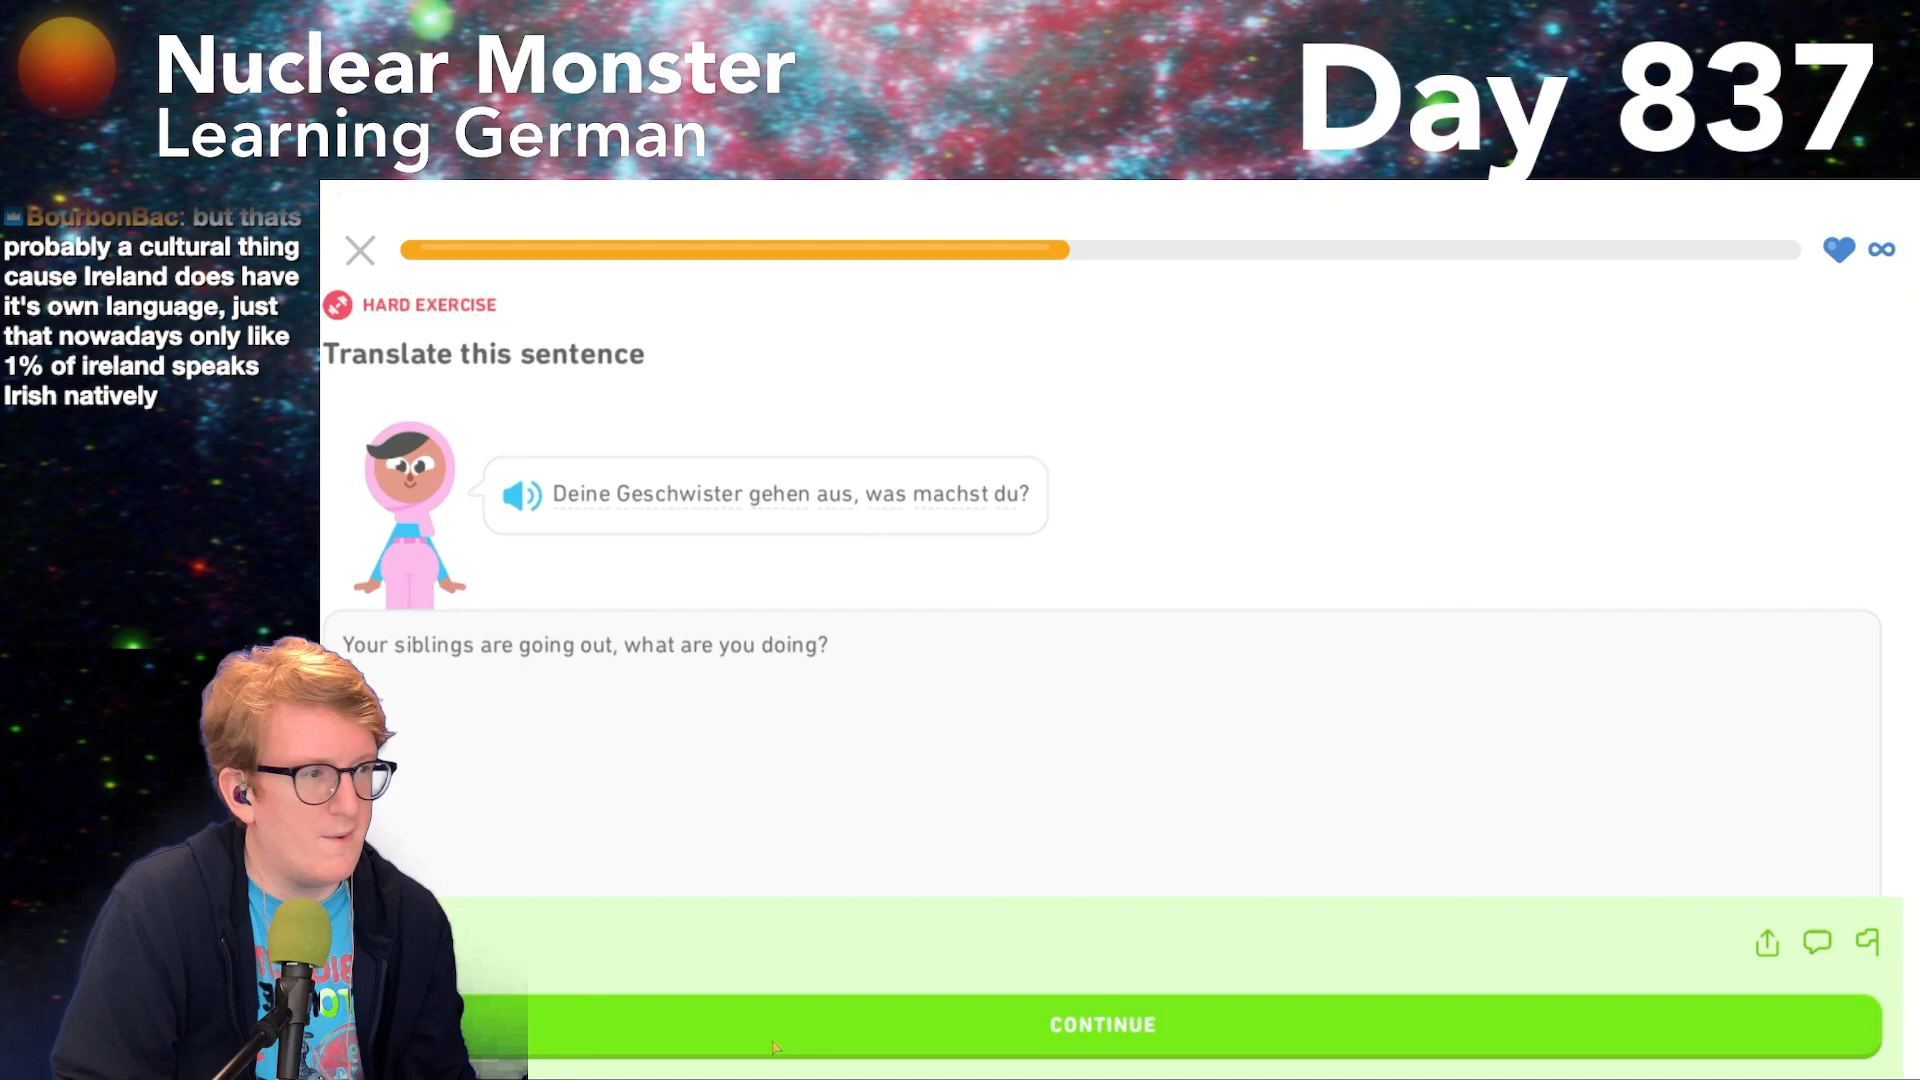 Nuclear Monster
Learning German
Day 837
BourbonBac: but thats
probably a cultural thing
cause Ireland does have
it's own language, just
that nowadays only like
1% of ireland speaks
Irish natively
HARD EXERCISE
Translate this sentence
Deine Geschwister gehen aus, was machst du?
Your siblings are going out, what are you doing?
CONTINUE